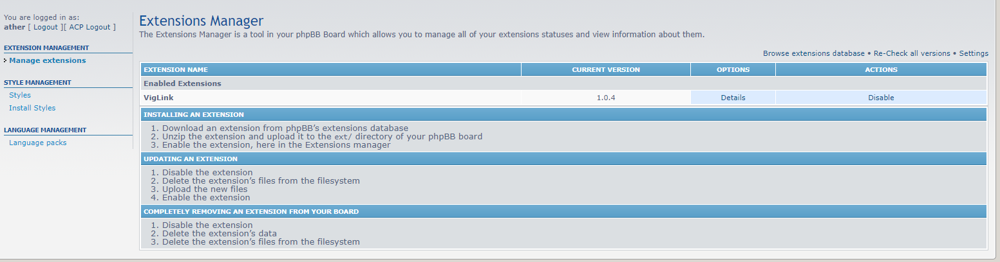 You are logged in as:
ather [ Logout ][ ACP Logout ]
EXTENSION MANAGEMENT
Manage extensions
STYLE MANAGEMENT
Styles
Install Styles
LANGUAGE MANAGEMENT
Language packs
Extensions Manager
The Extensions Manager is a tool in your phpBB Board which allows you to manage all of your extensions statuses and view information about them.
Browse extensions database • Re-Check all versions • Settings
EXTENSION NAME CURRENT VERSION OPTIONS ACTIONS
Enabled Extensions
VigLink 1.0.4 Details Disable
INSTALLING AN EXTENSION
1. Download an extension from phpBB’s extensions database
2. Unzip the extension and upload it to the ext/ directory of your phpBB board
3. Enable the extension, here in the Extensions manager
UPDATING AN EXTENSION
1. Disable the extension
2. Delete the extension’s files from the filesystem
3. Upload the new files
4. Enable the extension
COMPLETELY REMOVING AN EXTENSION FROM YOUR BOARD
1. Disable the extension
2. Delete the extension’s data
3. Delete the extension’s files from the filesystem